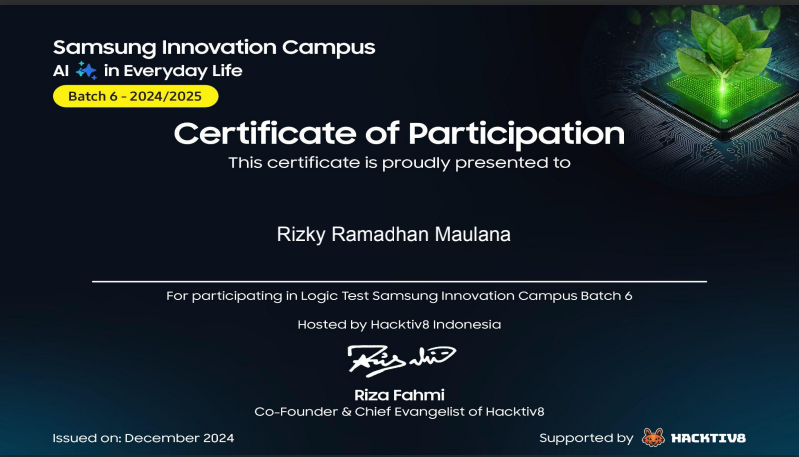 Samsung Innovation Campus
AI in Everyday Life
Batch 6 - 2024/2025
Certificate of Participation
This certificate is proudly presented to
Rizky Ramadhan Maulana
For participating in Logic Test Samsung Innovation Campus Batch 6
Hosted by Hacktiv8 Indonesia
Riza Fahmi
Co-Founder & Chief Evangelist of Hacktiv8
Issued on: December 2024
Supported by HACKTIV8